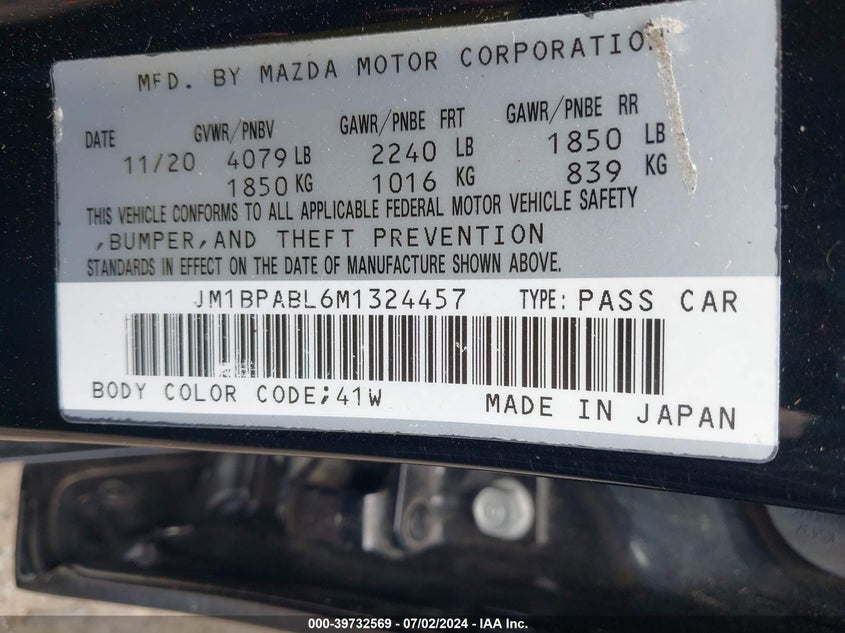 MFD. BY MAZDA MOTOR CORPORATION
DATE GVWR/PNBV GAWR/PNBE FRT GAWR/PNBE RR
11/20 4079 LB 2240 LB 1850 LB
1850 KG 1016 KG 839 KG
THIS VEHICLE CONFORMS TO ALL APPLICABLE FEDERAL MOTOR VEHICLE SAFETY
,BUMPER,AND THEFT PREVENTION
STANDARDS IN EFFECT ON THE DATE OF MANUFACTURE SHOWN ABOVE.
JM1BPABL6M1324457 TYPE: PASS CAR
BODY COLOR CODE;41W MADE IN JAPAN
000-39732569 | 07/02/2024 - IAA Inc.